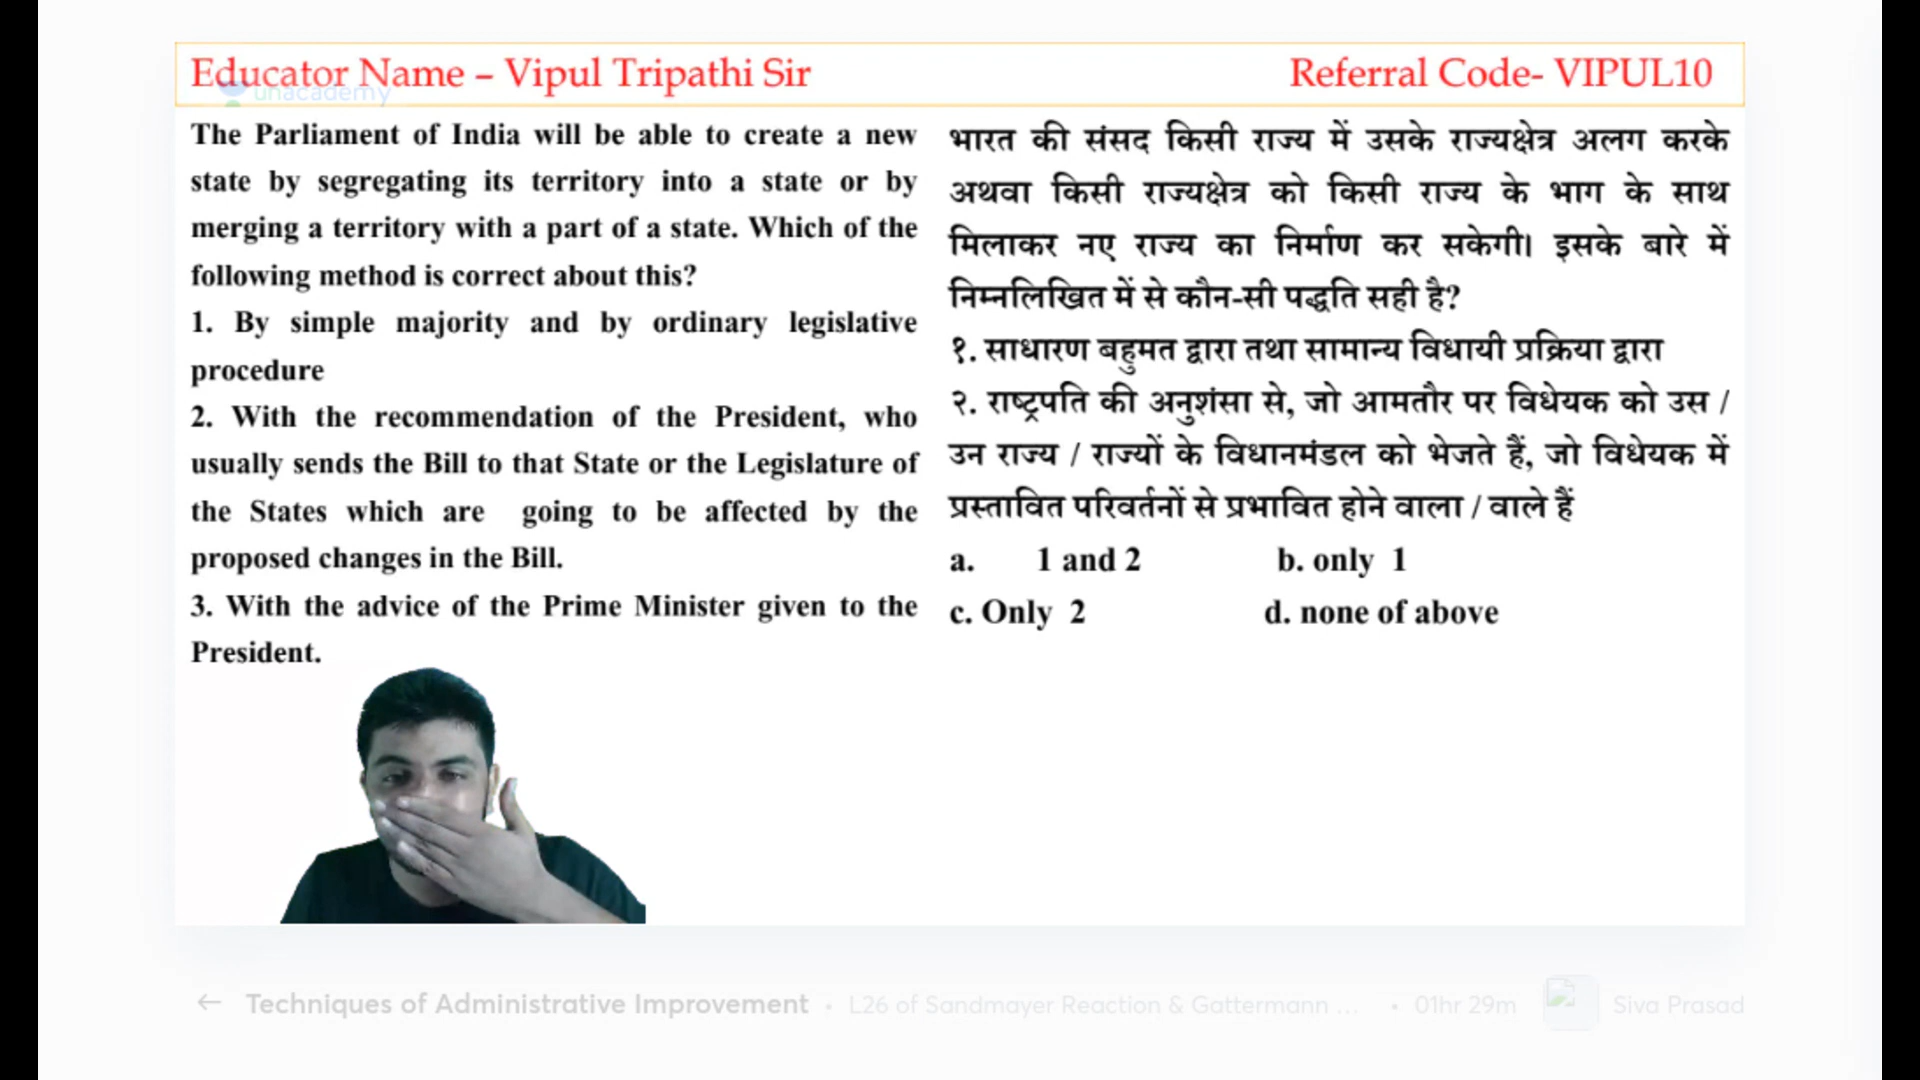 Educator Name – Vipul Tripathi Sir
Referral Code- VIPUL10
unacademy
The Parliament of India will be able to create a new
state by segregating its territory into a state or by
merging a territory with a part of a state. Which of the
following method is correct about this?
1. By simple majority and by ordinary legislative
procedure
2. With the recommendation of the President, who
usually sends the Bill to that State or the Legislature of
the States which are going to be affected by the
proposed changes in the Bill.
3. With the advice of the Prime Minister given to the
President.
भारत की संसद किसी राज्य में उसके राज्यक्षेत्र अलग करके
अथवा किसी राज्यक्षेत्र को किसी राज्य के भाग के साथ
मिलाकर नए राज्य का निर्माण कर सकेगी। इसके बारे में
निम्नलिखित में से कौन-सी पद्धति सही है?
१. साधारण बहुमत द्वारा तथा सामान्य विधायी प्रक्रिया द्वारा
२. राष्ट्रपति की अनुशंसा से, जो आमतौर पर विधेयक को उस /
उन राज्य / राज्यों के विधानमंडल को भेजते हैं, जो विधेयक में
प्रस्तावित परिवर्तनों से प्रभावित होने वाला / वाले हैं
a. 1 and 2 b. only 1
c. Only 2 d. none of above
← Techniques of Administrative Improvement • L26 of Sandmayer Reaction & Gattermann ... • 01hr 29m Siva Prasad